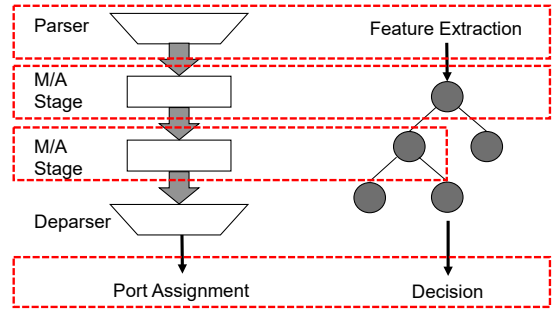 Parser
Feature Extraction
M/A
Stage
M/A
Stage
Deparser
Port Assignment
Decision